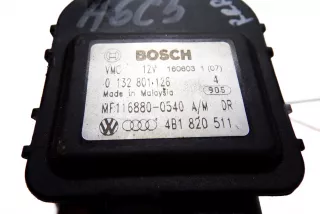 A6C5
BOSCH
VMC 12V 160603 1 (07)
0 132 801 126 4
Made in Malaysia 905
MF116880-0540 A/M DR
4B1 820 511